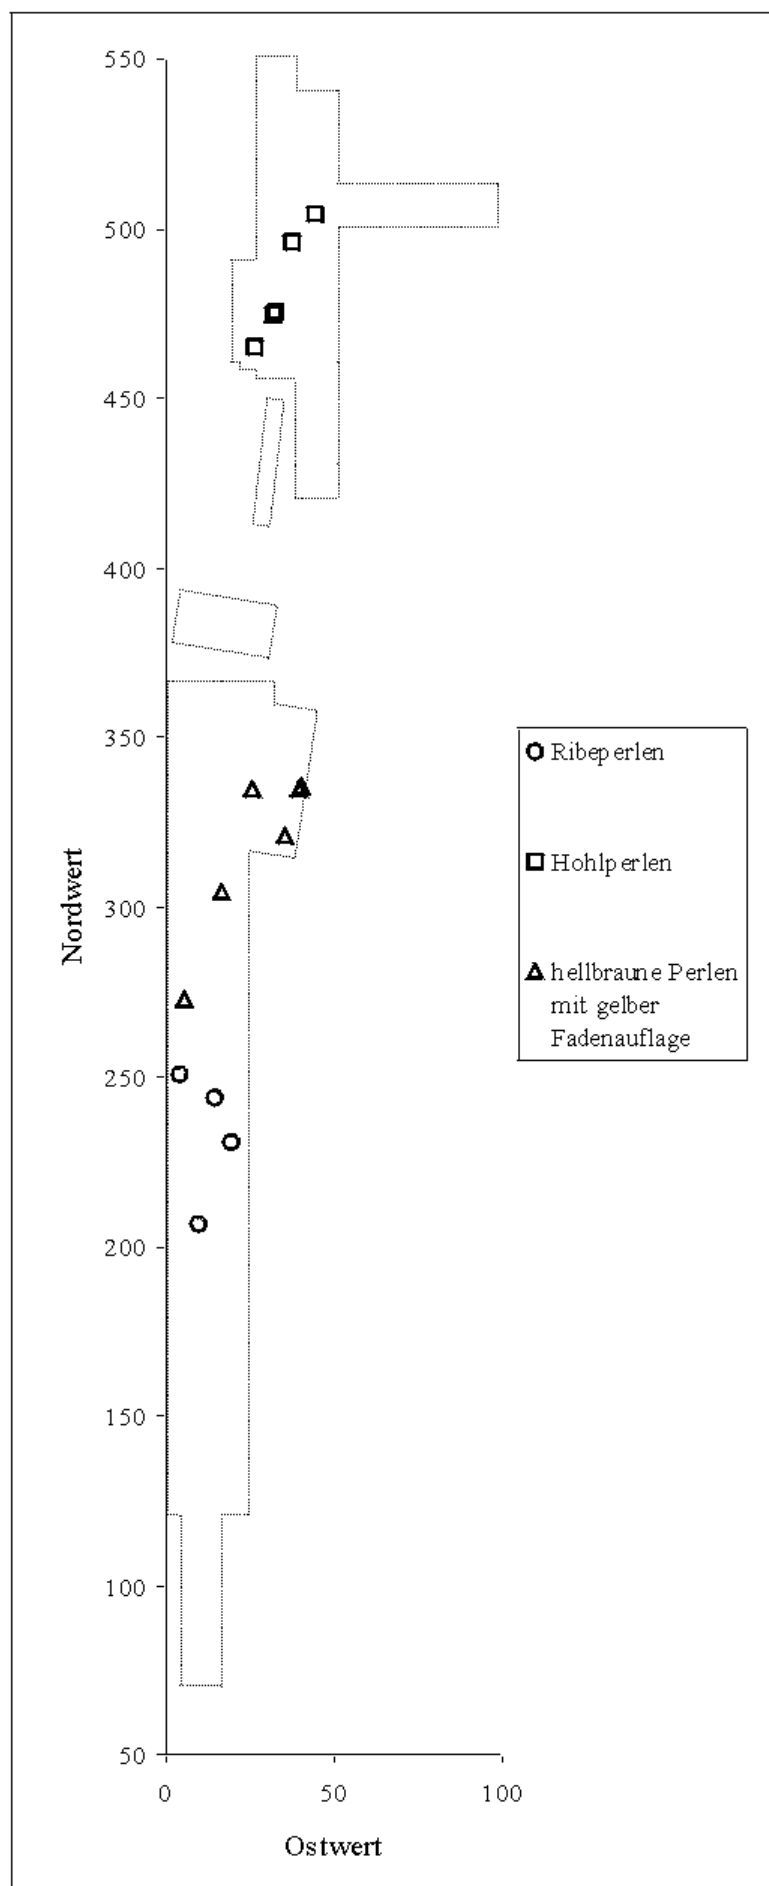 550
500
450
400
350
300
250
200
150
100
50
0 50 100
Nordwert
Ostwert
Ribeperlen
Hohlperlen
hellbraune Perlen
mit gelber
Fadenauflage